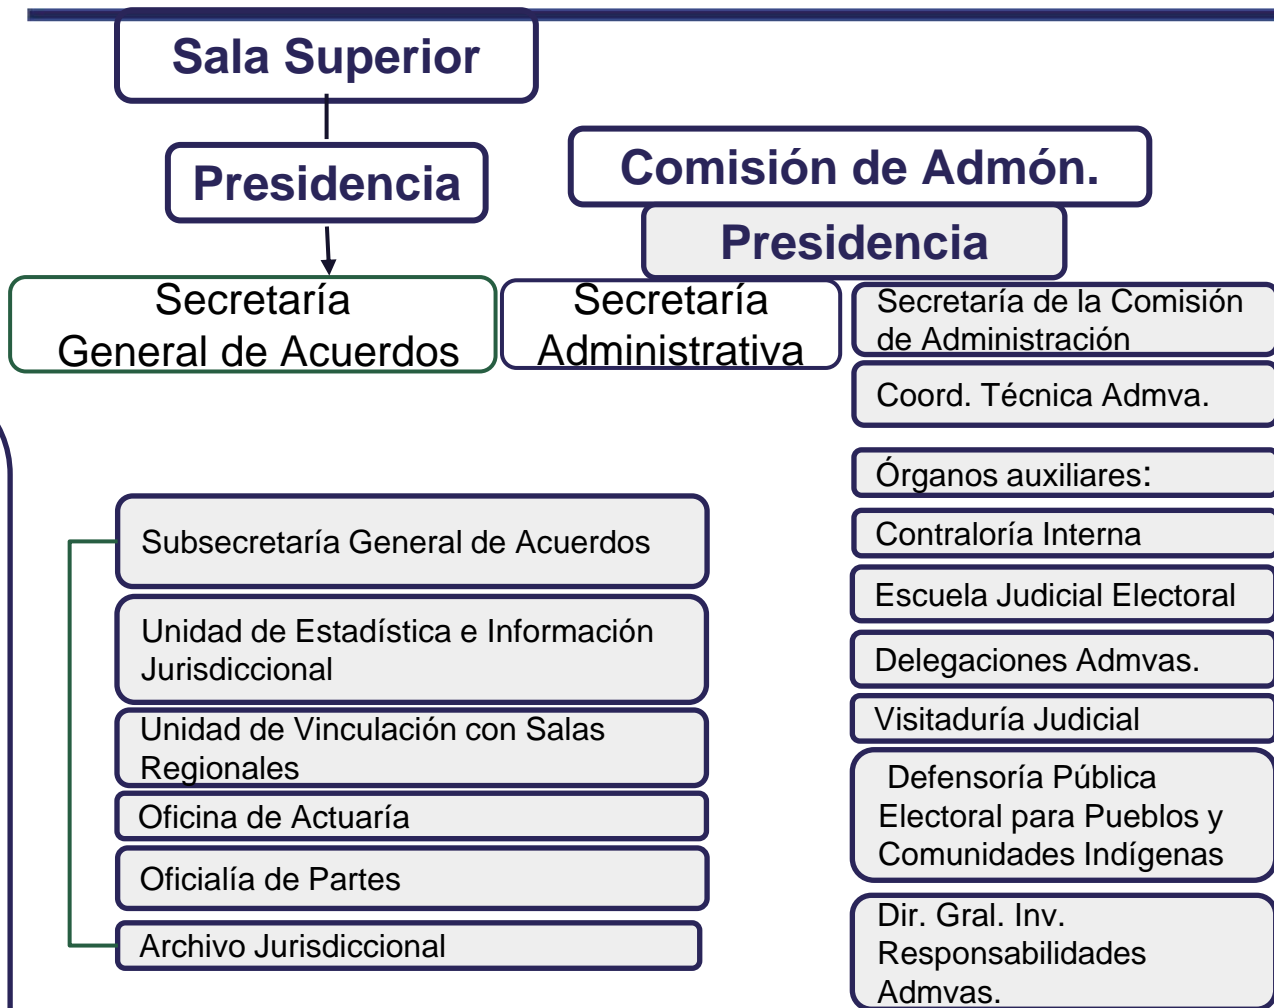 Sala Superior
Presidencia
Comisión de Admón.
Presidencia
Secretaría
General de Acuerdos
Secretaría
Administrativa
Secretaría de la Comisión
de Administración
Coord. Técnica Admva.
Órganos auxiliares:
Contraloría Interna
Escuela Judicial Electoral
Delegaciones Admvas.
Visitaduría Judicial
Defensoría Pública
Electoral para Pueblos y
Comunidades Indígenas
Dir. Gral. Inv.
Responsabilidades
Admvas.
Subsecretaría General de Acuerdos
Unidad de Estadística e Información
Jurisdiccional
Unidad de Vinculación con Salas
Regionales
Oficina de Actuaría
Oficialía de Partes
Archivo Jurisdiccional